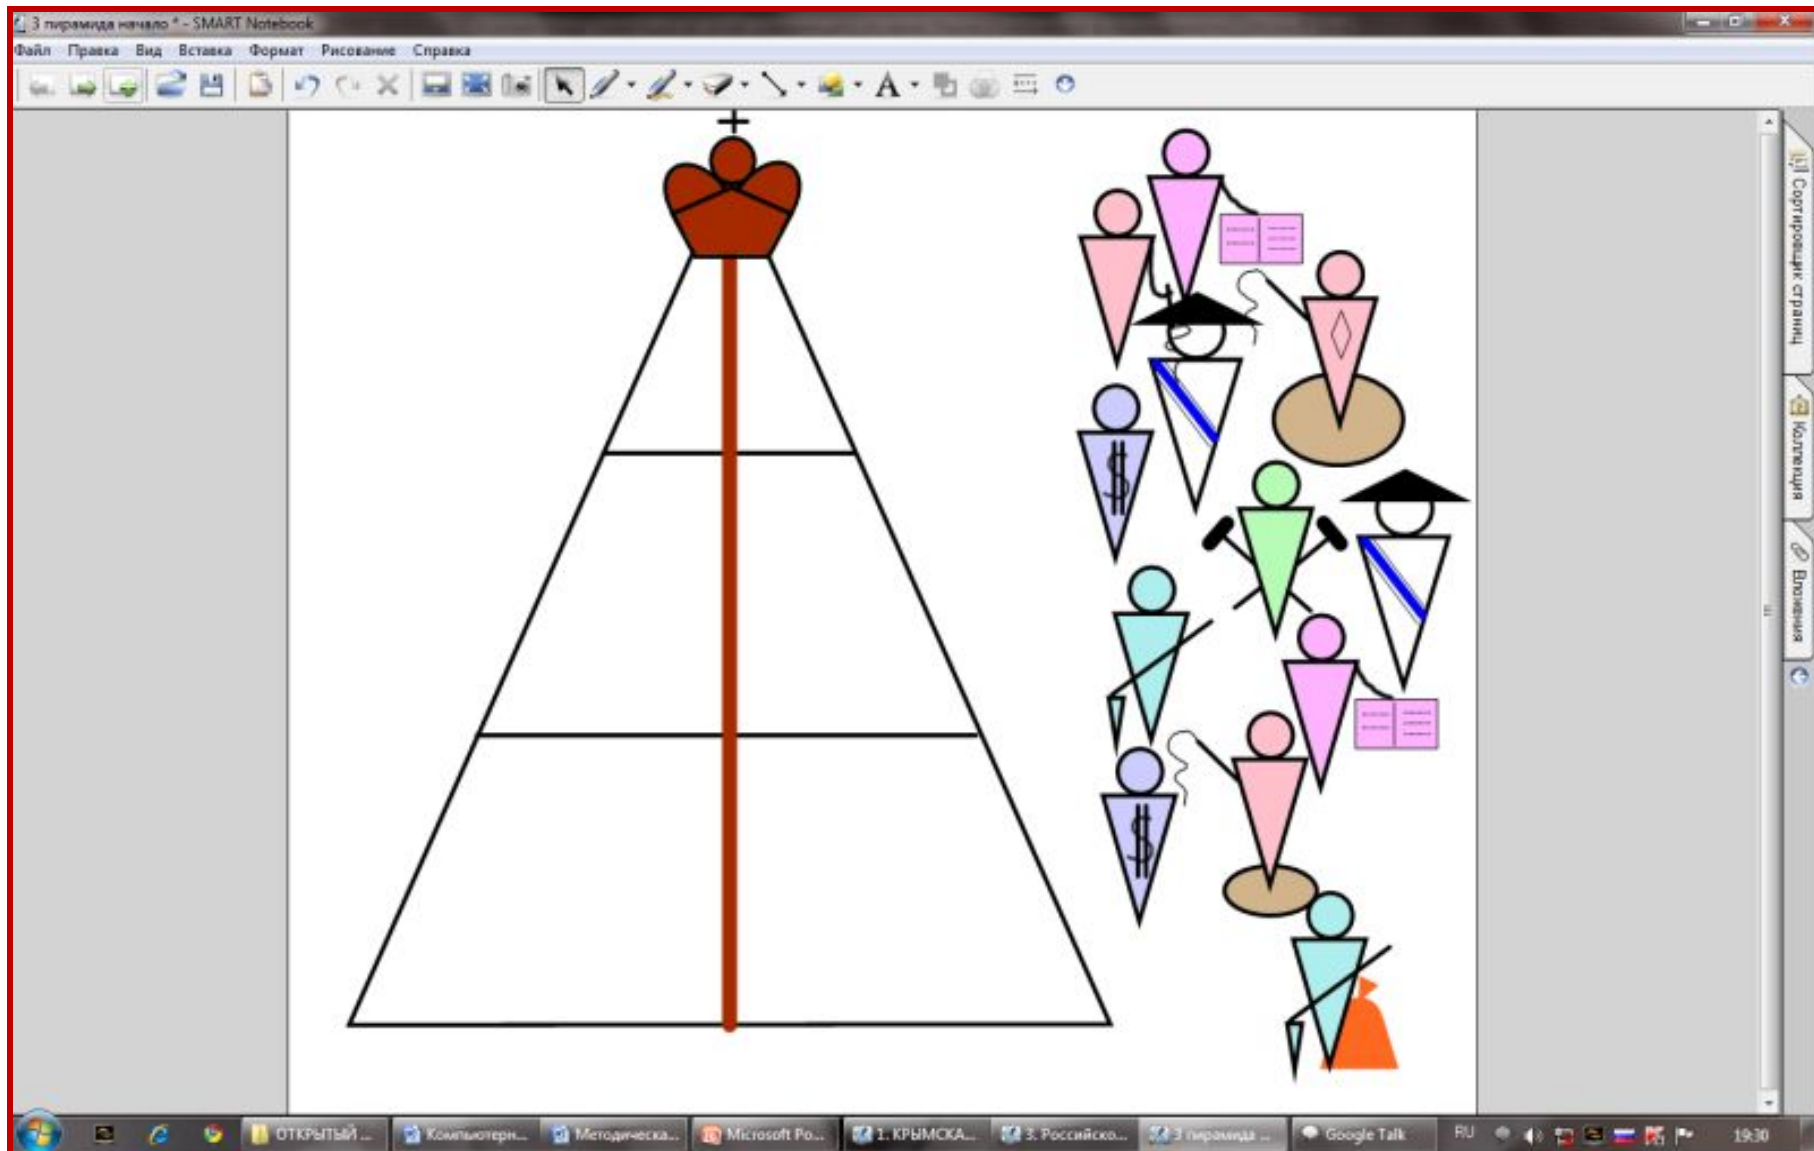 3 пирамида начало * - SMART Notebook
Файл Правка Вид Вставка Формат Рисование Справка
A
Сортировщик страниц
Коллекция
Вложения
$
$
ОТКРЫТЫЙ ...
Компьютерн...
Методическа...
Microsoft Po...
1. КРЫМСКА...
3. Российско...
3 пирамида ...
Google Talk
RU
19:30